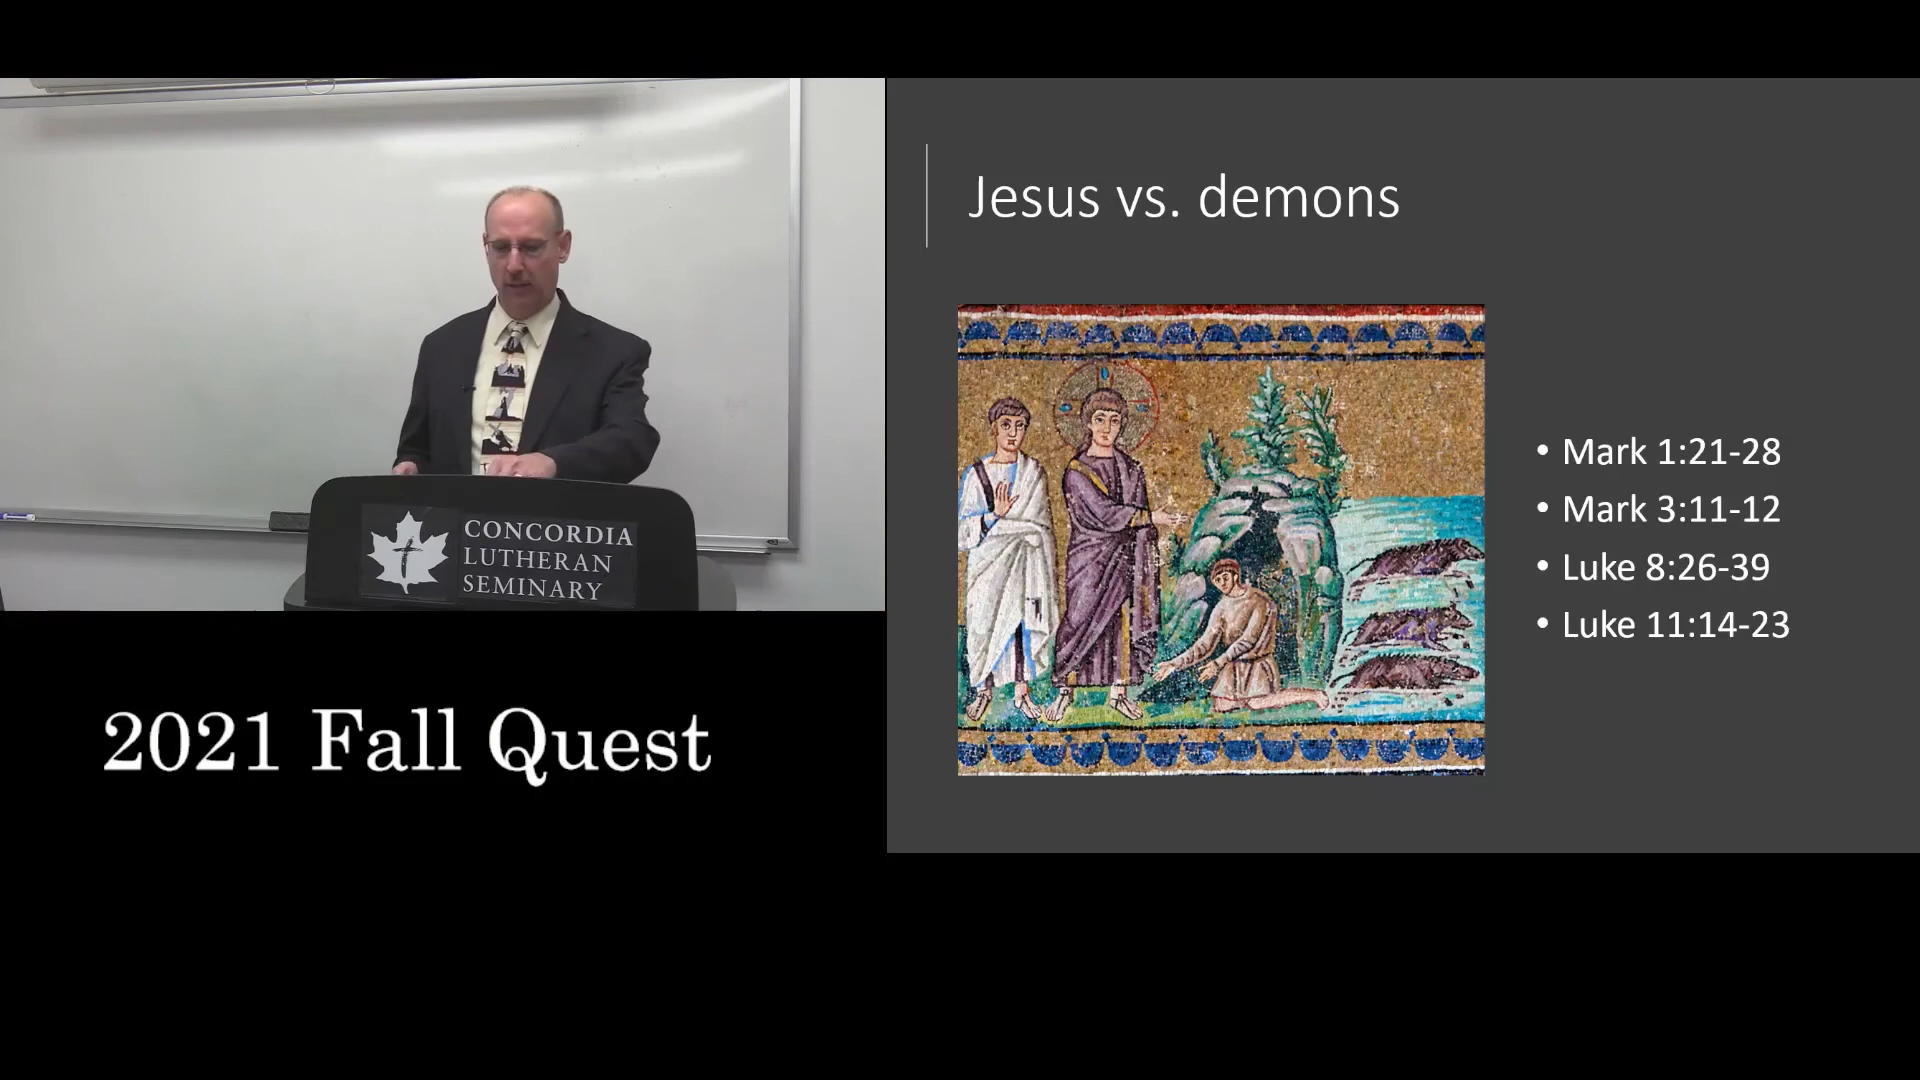 CONCORDIA
LUTHERAN
SEMINARY
2021 Fall Quest
Jesus vs. demons
• Mark 1:21-28
• Mark 3:11-12
• Luke 8:26-39
• Luke 11:14-23